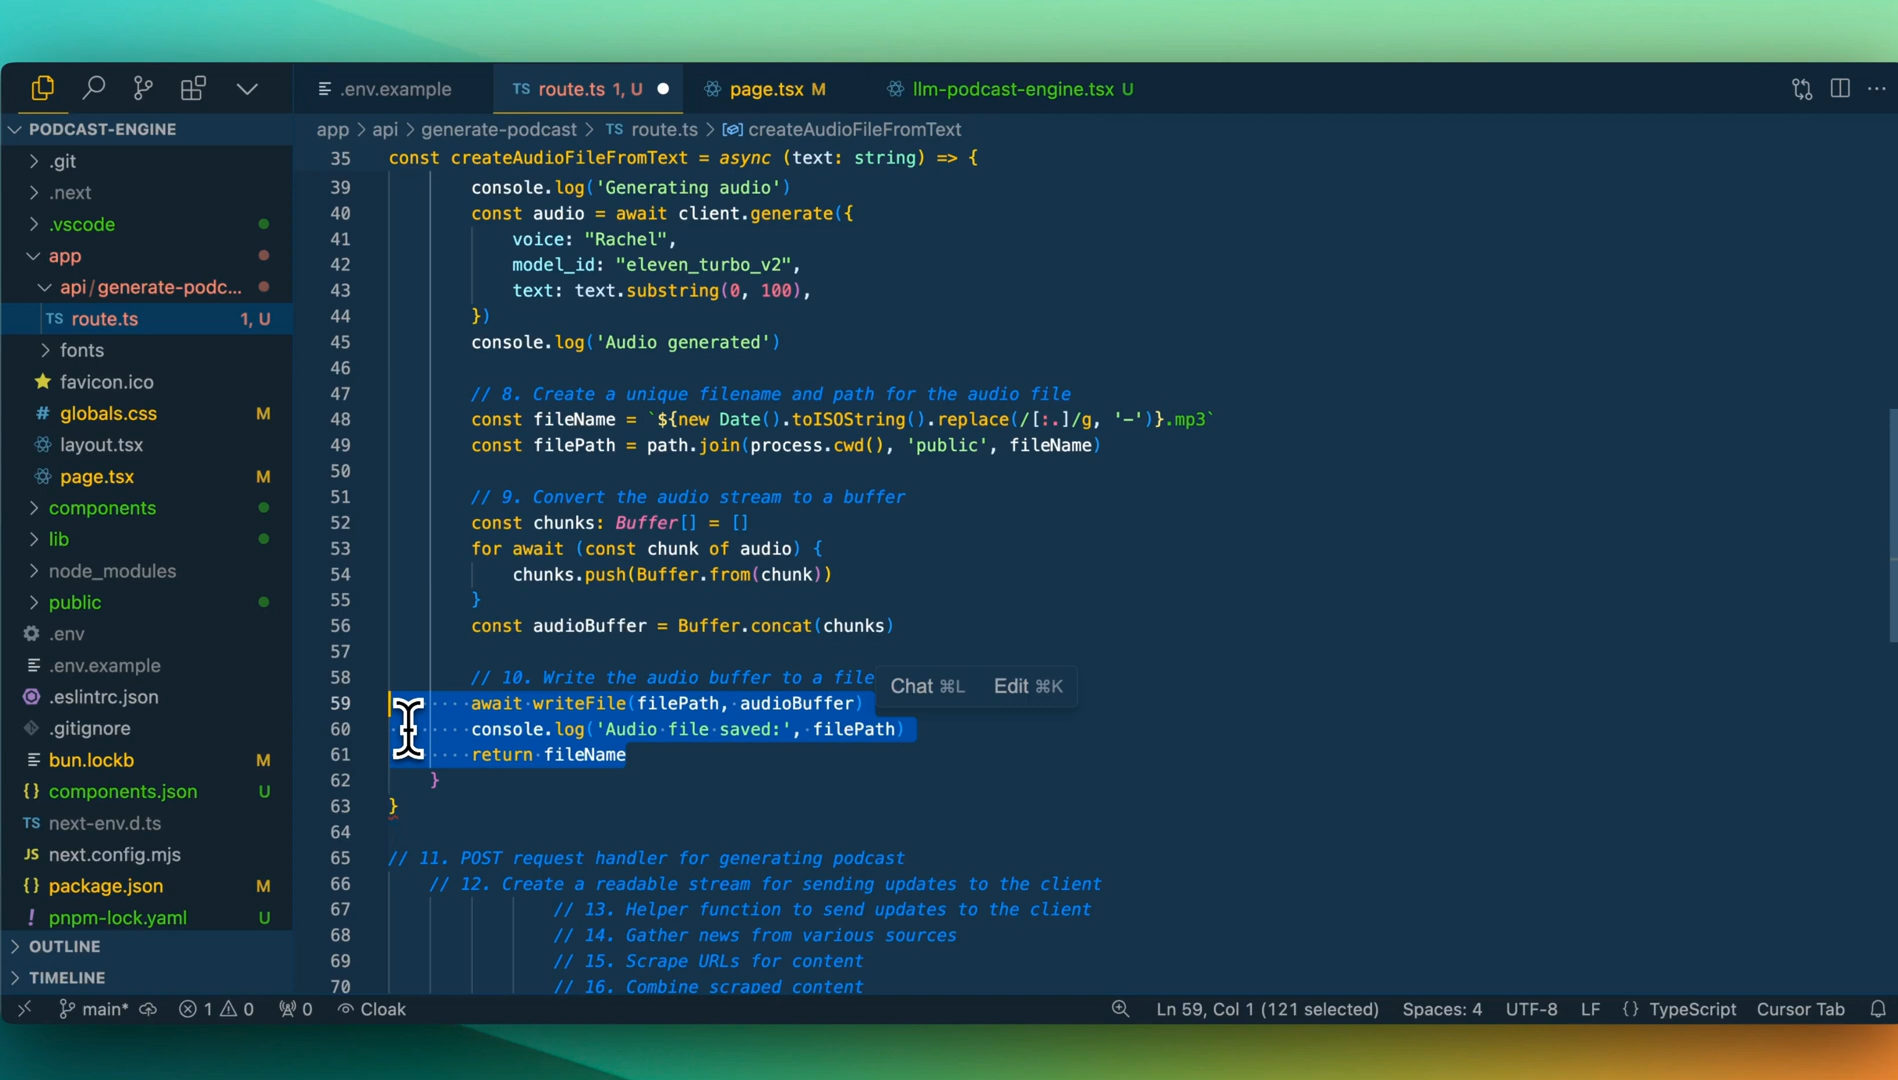 .env.example
TS route.ts 1, U
page.tsx M
llm-podcast-engine.tsx U
PODCAST-ENGINE
app > api > generate-podcast > TS route.ts > createAudioFileFromText
.git
.next
.vscode
app
api/generate-podc...
TS route.ts 1, U
fonts
favicon.ico
# globals.css M
layout.tsx
page.tsx M
components
lib
node_modules
public
.env
.env.example
.eslintrc.json
.gitignore
bun.lockb M
{} components.json U
TS next-env.d.ts
JS next.config.mjs
{} package.json M
! pnpm-lock.yaml U
OUTLINE
TIMELINE
35 const createAudioFileFromText = async (text: string) => {
39 console.log('Generating audio')
40 const audio = await client.generate({
41 voice: "Rachel",
42 model_id: "eleven_turbo_v2",
43 text: text.substring(0, 100),
44 })
45 console.log('Audio generated')
46
47 // 8. Create a unique filename and path for the audio file
48 const fileName = `${new Date().toISOString().replace(/[:.]/g, '-')}.mp3`
49 const filePath = path.join(process.cwd(), 'public', fileName)
50
51 // 9. Convert the audio stream to a buffer
52 const chunks: Buffer[] = []
53 for await (const chunk of audio) {
54 chunks.push(Buffer.from(chunk))
55 }
56 const audioBuffer = Buffer.concat(chunks)
57
58 // 10. Write the audio buffer to a file
Chat ⌘L Edit ⌘K
59 await writeFile(filePath, audioBuffer)
60 console.log('Audio file saved:', filePath)
61 return fileName
62 }
63 }
64
65 // 11. POST request handler for generating podcast
66 // 12. Create a readable stream for sending updates to the client
67 // 13. Helper function to send updates to the client
68 // 14. Gather news from various sources
69 // 15. Scrape URLs for content
70 // 16. Combine scraped content
main* 1 0 0 Cloak Ln 59, Col 1 (121 selected) Spaces: 4 UTF-8 LF {} TypeScript Cursor Tab